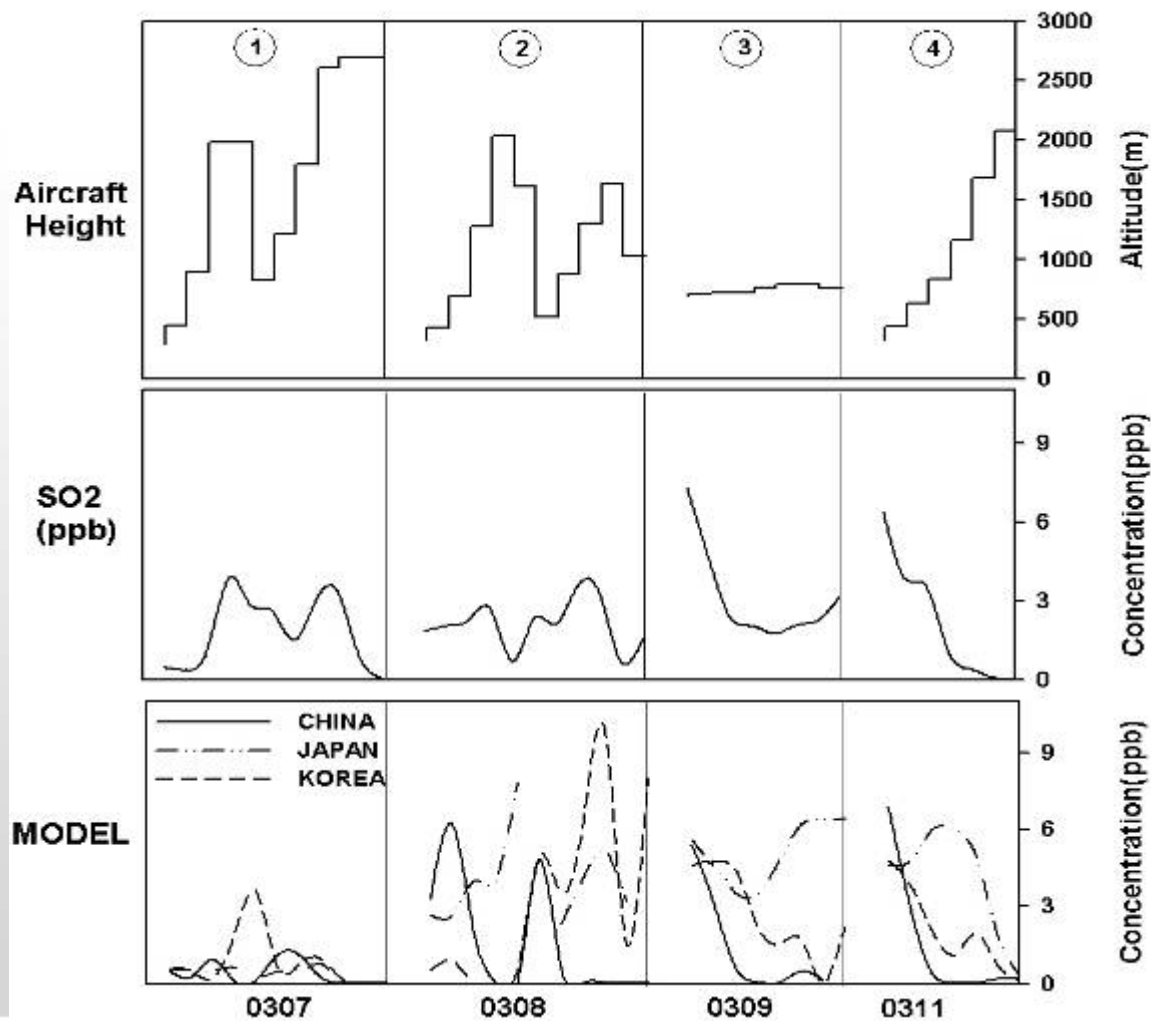 1 2 3 4
3000
2500
2000
1500
1000
500
0
Aircraft
Height
Altitude(m)
9
6
3
0
SO2
(ppb)
Concentration(ppb)
CHINA
JAPAN
KOREA
9
6
3
0
MODEL
Concentration(ppb)
0307 0308 0309 0311